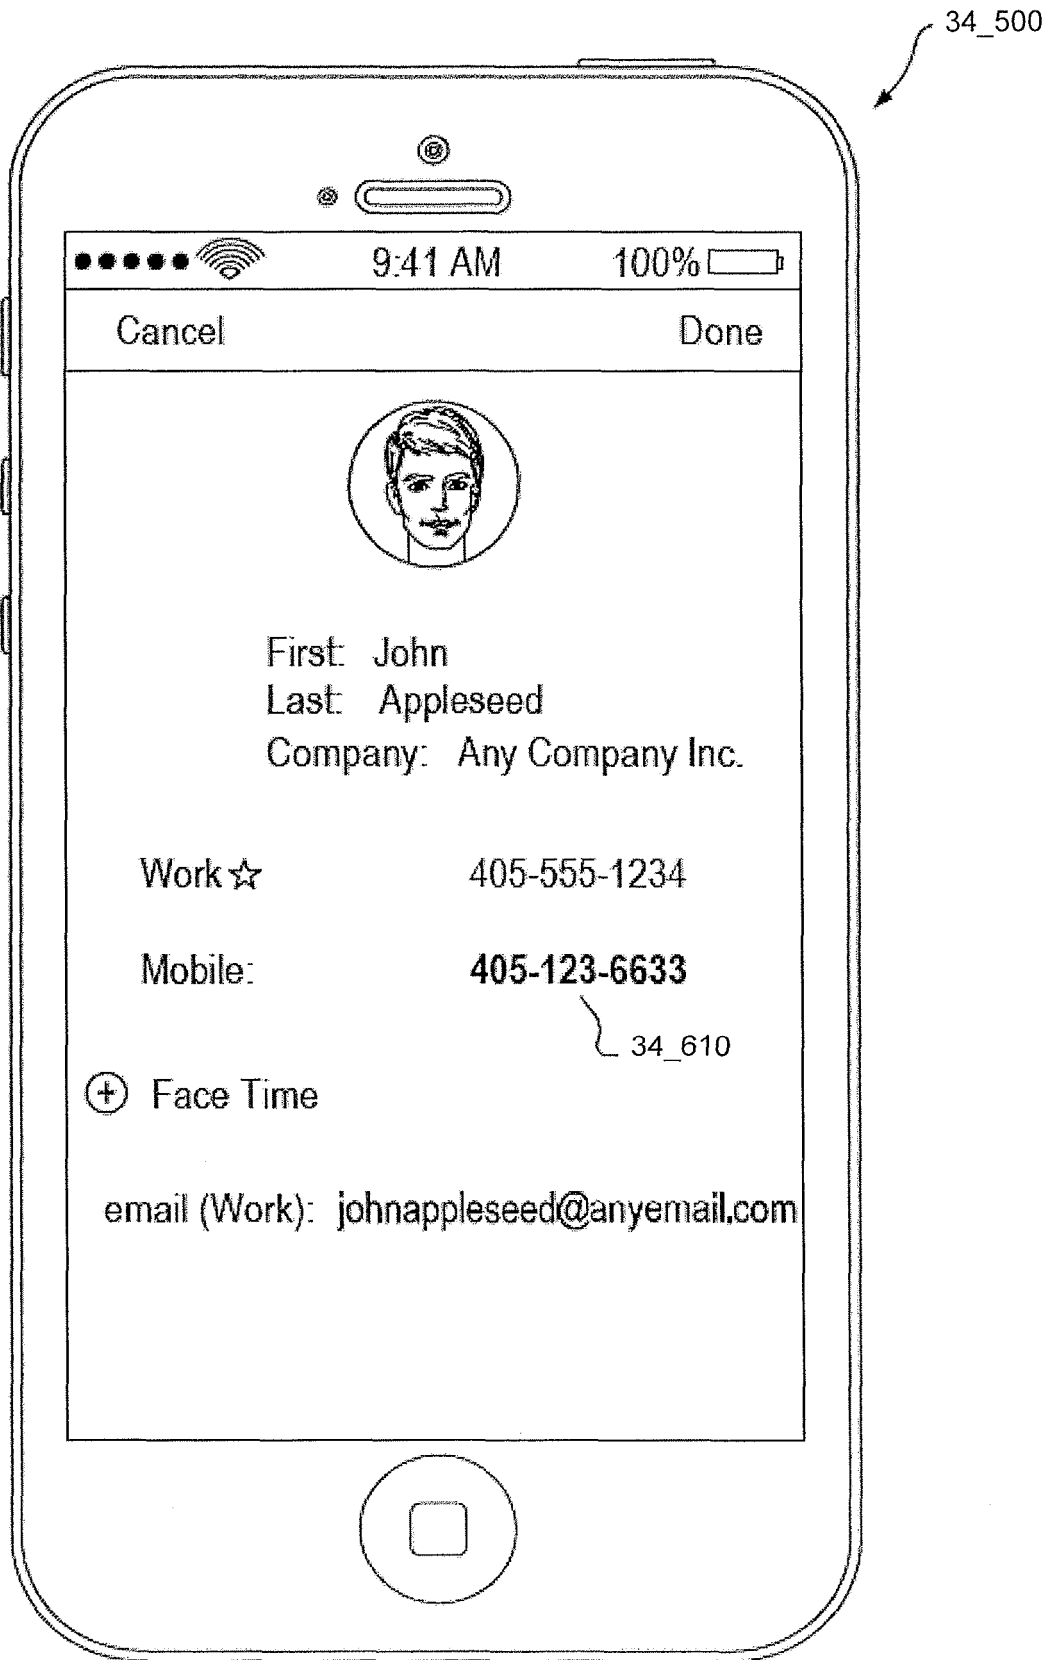 34_500
9:41 AM 100%
Cancel Done
First: John
Last: Appleseed
Company: Any Company Inc.
Work☆ 405-555-1234
Mobile: 405-123-6633
34_610
+ Face Time
email (Work): johnappleseed@anyemail.com